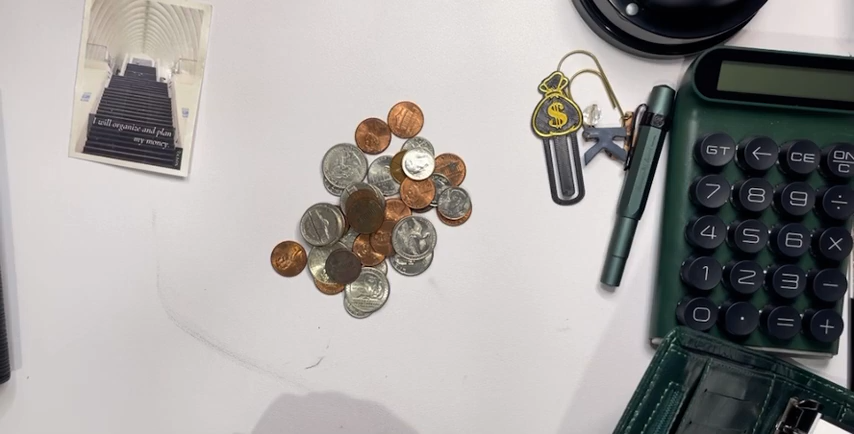 I will organize and plan
my money.
$
GT ← CE ON/C
7 8 9 ÷
4 5 6 ×
1 2 3 −
0 · = +